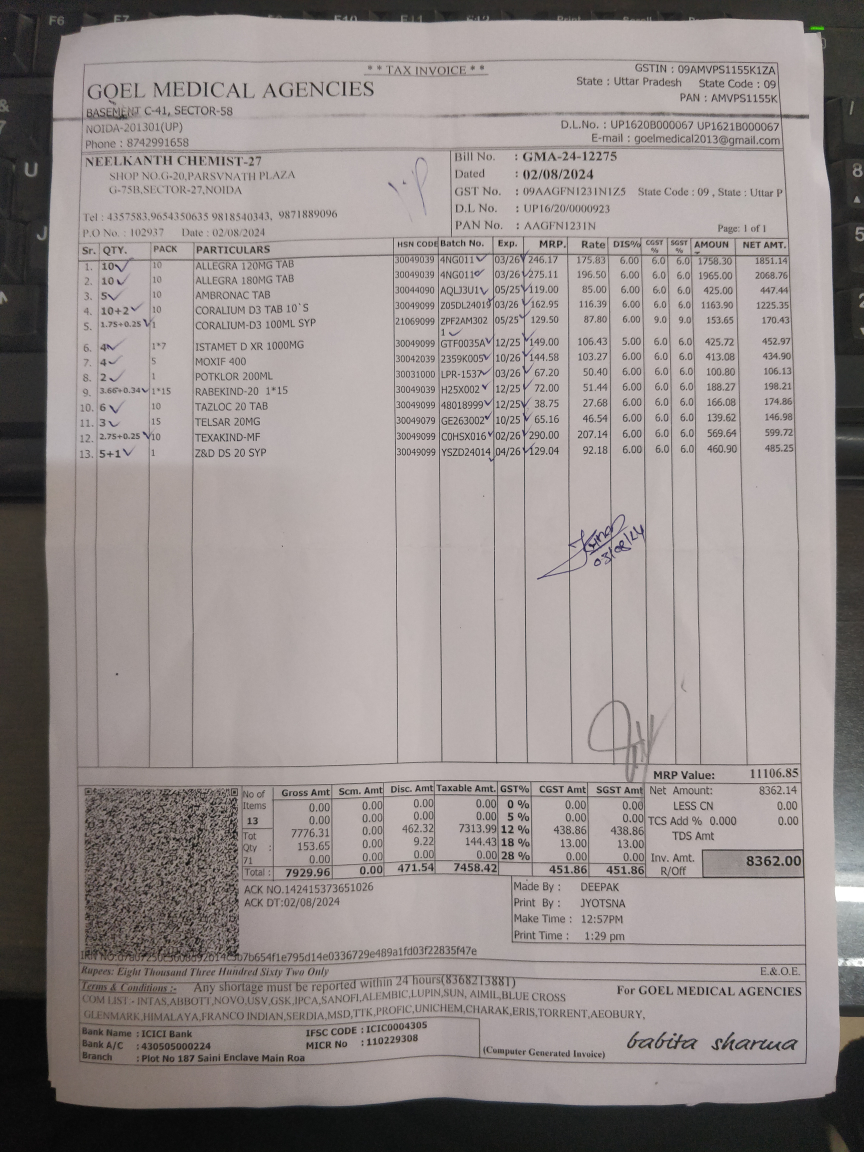 * * TAX INVOICE * *
GSTIN : 09AMVPS1155K1ZA
State : Uttar Pradesh State Code : 09
PAN : AMVPS1155K
GOEL MEDICAL AGENCIES
BASEMENT C-41, SECTOR-58
NOIDA-201301(UP)
Phone : 8742991658
D.L.No. : UP1620B000067 UP1621B000067
E-mail : goelmedical2013@gmail.com
NEELKANTH CHEMIST-27
SHOP NO.G-20,PARSVNATH PLAZA
G-75B,SECTOR-27,NOIDA
Tel : 4357583,9654350635 9818540343, 9871889096
P.O No. : 102937 Date : 02/08/2024
Bill No. : GMA-24-12275
Dated : 02/08/2024
GST No. : 09AAGFN1231N1Z5 State Code : 09 , State : Uttar P
D.L No. : UP16/20/0000923
PAN No. : AAGFN1231N
Page: 1 of 1
Sr. QTY. PACK PARTICULARS HSN CODE Batch No. Exp. MRP. Rate DIS% CGST % SGST % AMOUN NET AMT.
1. 10 10 ALLEGRA 120MG TAB 30049039 4NG011 03/26 246.17 175.83 6.00 6.0 6.0 1758.30 1851.14
2. 10 10 ALLEGRA 180MG TAB 30049039 4NG011 03/26 275.11 196.50 6.00 6.0 6.0 1965.00 2068.76
3. 5 10 AMBRONAC TAB 30044090 AQLJ3U1 05/25 119.00 85.00 6.00 6.0 6.0 425.00 447.44
4. 10+2 10 CORALIUM D3 TAB 10`S 30049099 Z05DL24019 03/26 162.95 116.39 6.00 6.0 6.0 1163.90 1225.35
5. 1.75+0.25 1 CORALIUM-D3 100ML SYP 21069099 ZPF2AM302 05/25 129.50 87.80 6.00 9.0 9.0 153.65 170.43
1
6. 4 1*7 ISTAMET D XR 1000MG 30049099 GTF0035A 12/25 149.00 106.43 5.00 6.0 6.0 425.72 452.97
7. 4 5 MOXIF 400 30042039 2359K005 10/26 144.58 103.27 6.00 6.0 6.0 413.08 434.90
8. 2 1 POTKLOR 200ML 30031000 LPR-1537 03/26 67.20 50.40 6.00 6.0 6.0 100.80 106.13
9. 3.66+0.34 1*15 RABEKIND-20 1*15 30049039 H25X002 12/25 72.00 51.44 6.00 6.0 6.0 188.27 198.21
10. 6 10 TAZLOC 20 TAB 30049099 48018999 12/25 38.75 27.68 6.00 6.0 6.0 166.08 174.86
11. 3 15 TELSAR 20MG 30049079 GE263002 10/25 65.16 46.54 6.00 6.0 6.0 139.62 146.98
12. 2.75+0.25 10 TEXAKIND-MF 30049099 C0HSX016 02/26 290.00 207.14 6.00 6.0 6.0 569.64 599.72
13. 5+1 1 Z&D DS 20 SYP 30049099 YSZD24014 04/26 129.04 92.18 6.00 6.0 6.0 460.90 485.25
03/08/24
MRP Value: 11106.85
No of Items 13 Tot Qty : 71
Gross Amt Scm. Amt Disc. Amt Taxable Amt. GST% CGST Amt SGST Amt
0.00 0.00 0.00 0.00 0 % 0.00 0.00
0.00 0.00 0.00 0.00 5 % 0.00 0.00
7776.31 0.00 462.32 7313.99 12 % 438.86 438.86
153.65 0.00 9.22 144.43 18 % 13.00 13.00
0.00 0.00 0.00 0.00 28 % 0.00 0.00
Total : 7929.96 0.00 471.54 7458.42 451.86 451.86
Net Amount: 8362.14
LESS CN 0.00
TCS Add % 0.000 0.00
TDS Amt
Inv. Amt. 8362.00
R/Off
ACK NO.142415373651026
ACK DT:02/08/2024
Made By : DEEPAK
Print By : JYOTSNA
Make Time : 12:57PM
Print Time : 1:29 pm
Rupees: Eight Thousand Three Hundred Sixty Two Only
E.& O.E.
Terms & Conditions :- Any shortage must be reported within 24 hours(8368213881)
COM LIST - INTAS,ABBOTT,NOVO,USV,GSK,IPCA,SANOFI,ALEMBIC,LUPIN,SUN, AIMIL,BLUE CROSS
GLENMARK,HIMALAYA,FRANCO INDIAN,SERDIA,MSD,TTK,PROFIC,UNICHEM,CHARAK,ERIS,TORRENT,AEOBURY,
For GOEL MEDICAL AGENCIES
Bank Name : ICICI Bank IFSC CODE : ICIC0004305
Bank A/C : 430505000224 MICR No : 110229308
Branch : Plot No 187 Saini Enclave Main Roa
(Computer Generated Invoice)
babita sharma